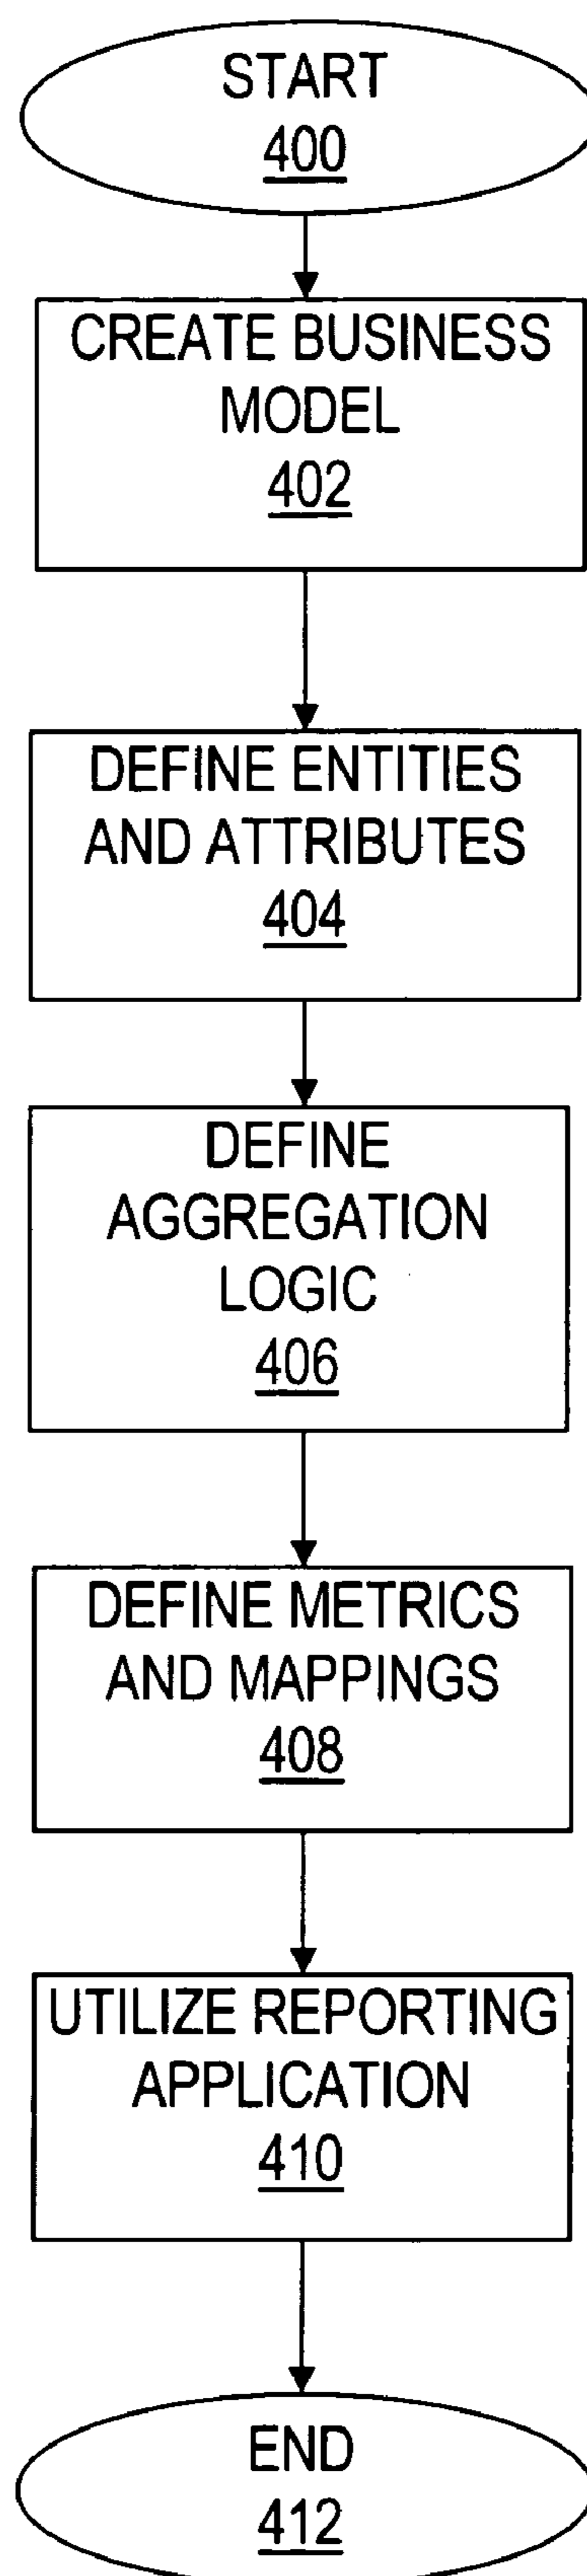 START
400
CREATE BUSINESS
MODEL
402
DEFINE ENTITIES
AND ATTRIBUTES
404
DEFINE
AGGREGATION
LOGIC
406
DEFINE METRICS
AND MAPPINGS
408
UTILIZE REPORTING
APPLICATION
410
END
412